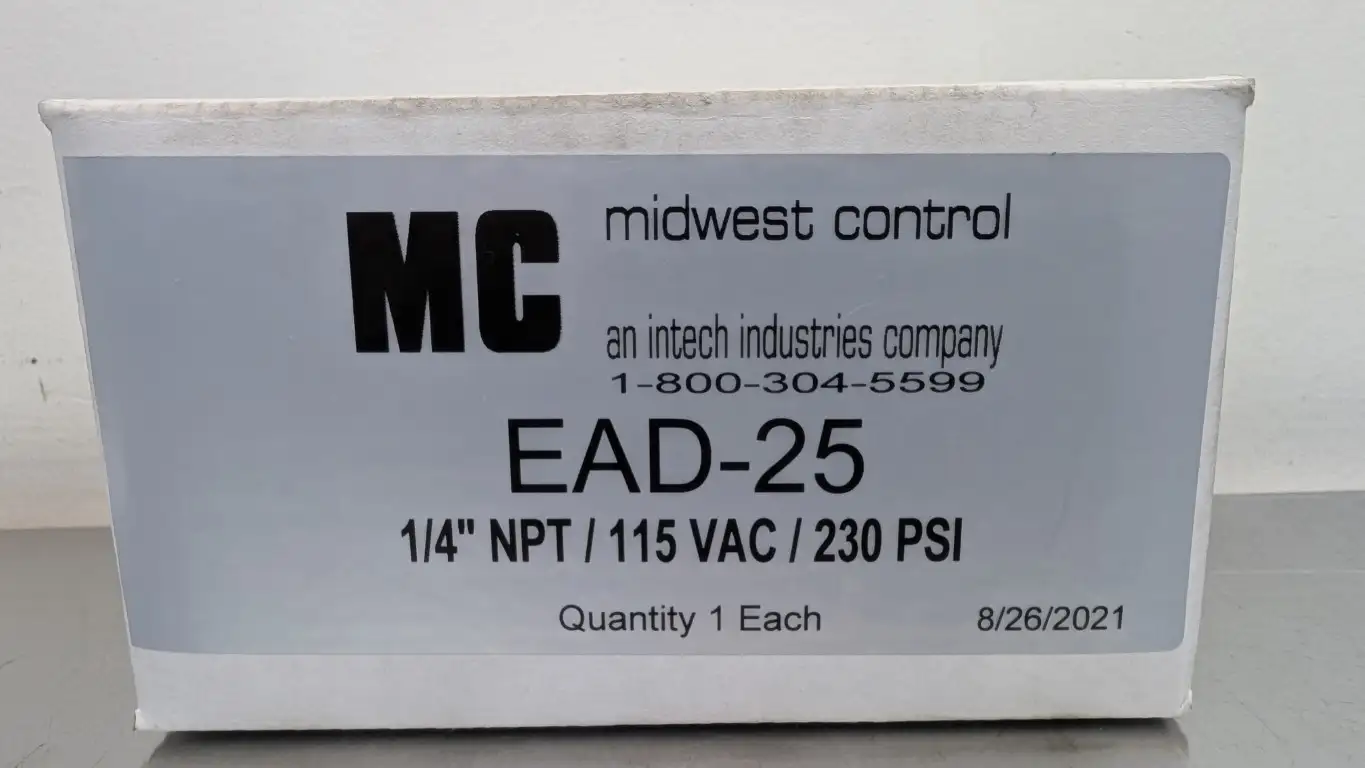 MC midwest control
an intech industries company
1-800-304-5599
EAD-25
1/4" NPT / 115 VAC / 230 PSI
Quantity 1 Each 8/26/2021